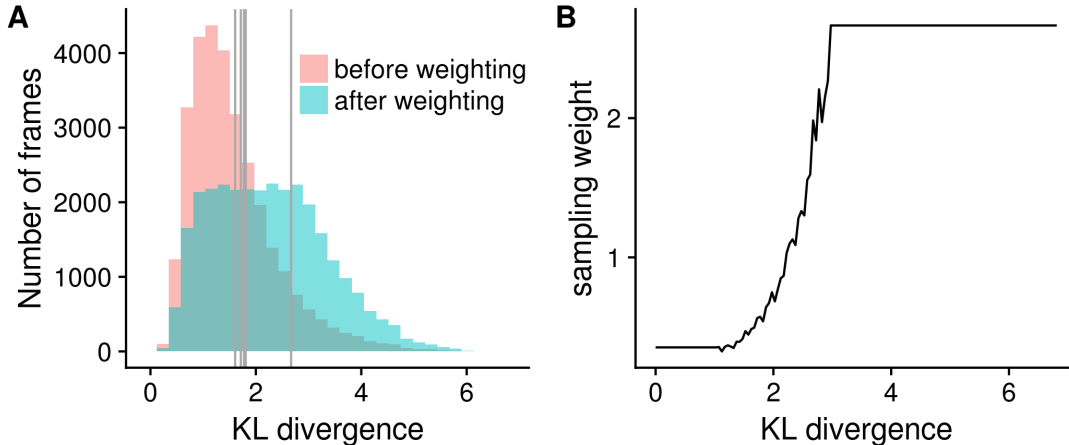 A
Number of frames
4000
3000
2000
1000
0
before weighting
after weighting
0 2 4 6
KL divergence
B
sampling weight
2
1
0 2 4 6
KL divergence